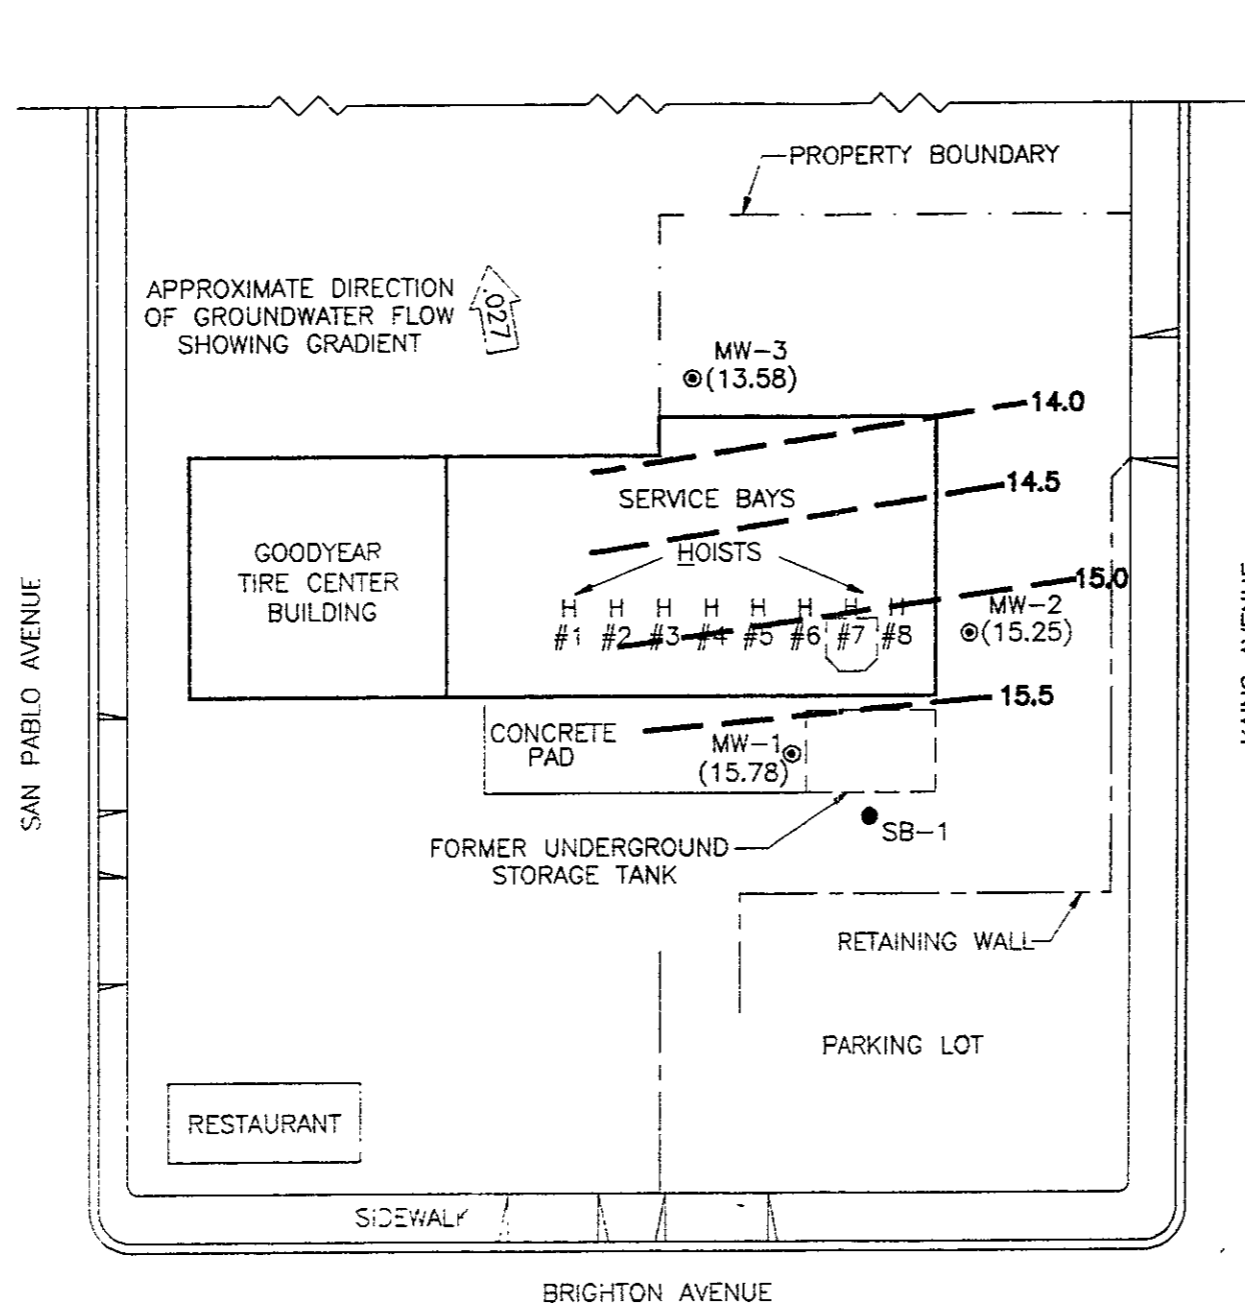 PROPERTY BOUNDARY
APPROXIMATE DIRECTION
OF GROUNDWATER FLOW
SHOWING GRADIENT
.027
MW-3
(13.58)
14.0
14.5
SERVICE BAYS
HOISTS
GOODYEAR
TIRE CENTER
BUILDING
15.0
H H H H H H H H
#1 #2 #3 #4 #5 #6 #7 #8
MW-2
(15.25)
15.5
CONCRETE
PAD
MW-1
(15.78)
SB-1
FORMER UNDERGROUND
STORAGE TANK
RETAINING WALL
PARKING LOT
RESTAURANT
SIDEWALK
SAN PABLO AVENUE
BRIGHTON AVENUE